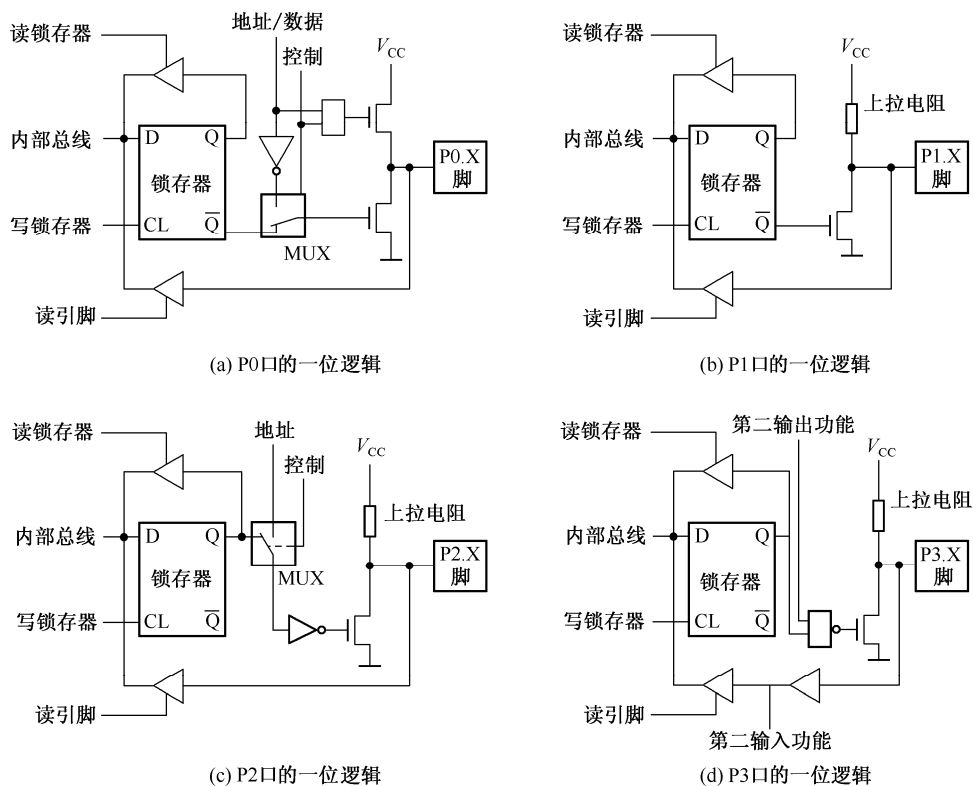 读锁存器
地址/数据
控制
VCC
内部总线
D
Q
锁存器
P0.X
脚
写锁存器
CL
Q̅
MUX
读引脚
(a) P0口的一位逻辑
读锁存器
VCC
上拉电阻
内部总线
D
Q
锁存器
P1.X
脚
写锁存器
CL
Q̅
读引脚
(b) P1口的一位逻辑
读锁存器
地址
控制
VCC
上拉电阻
内部总线
D
Q
MUX
锁存器
P2.X
脚
写锁存器
CL
Q̅
读引脚
(c) P2口的一位逻辑
读锁存器
第二输出功能
VCC
上拉电阻
内部总线
D
Q
锁存器
P3.X
脚
写锁存器
CL
Q̅
读引脚
第二输入功能
(d) P3口的一位逻辑